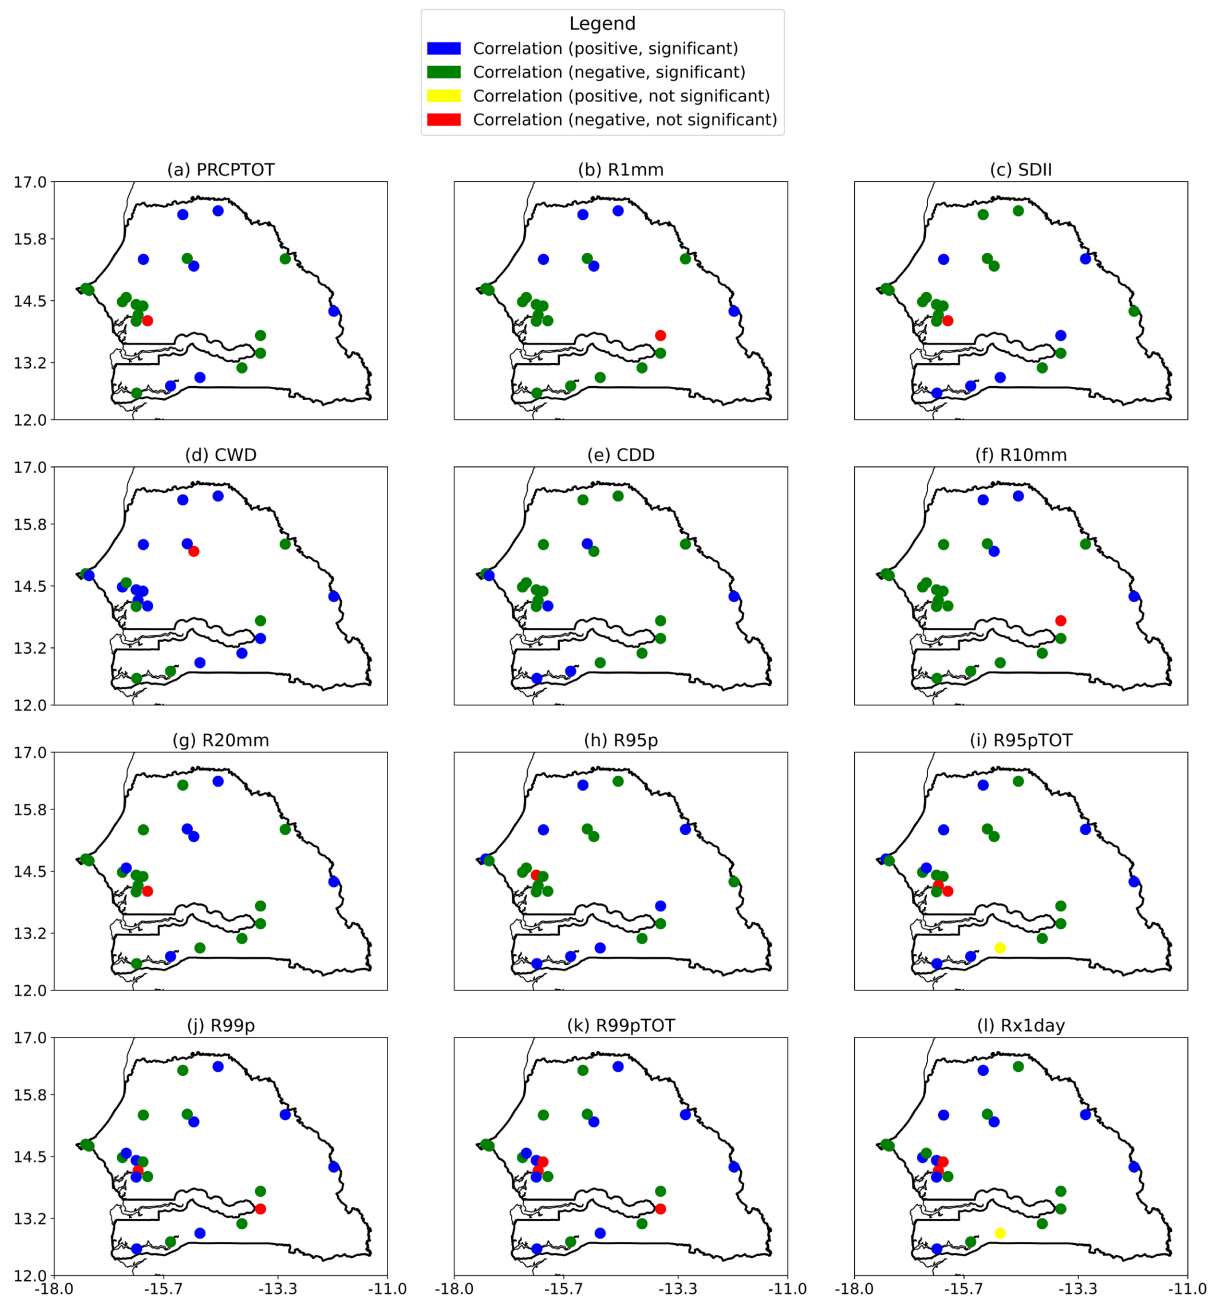 Legend
Correlation (positive, significant)
Correlation (negative, significant)
Correlation (positive, not significant)
Correlation (negative, not significant)
(a) PRCPTOT
(b) R1mm
(c) SDII
17.0
15.8
14.5
13.2
12.0
(d) CWD
(e) CDD
(f) R10mm
17.0
15.8
14.5
13.2
12.0
(g) R20mm
(h) R95p
(i) R95pTOT
17.0
15.8
14.5
13.2
12.0
(j) R99p
(k) R99pTOT
(l) Rx1day
17.0
15.8
14.5
13.2
12.0
-18.0 -15.7 -13.3 -11.0 -18.0 -15.7 -13.3 -11.0 -18.0 -15.7 -13.3 -11.0